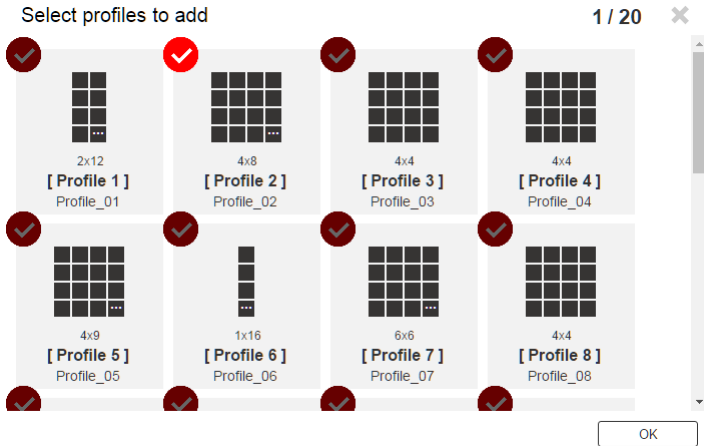 Select profiles to add
1 / 20
2x12
[ Profile 1 ]
Profile_01
4x8
[ Profile 2 ]
Profile_02
4x4
[ Profile 3 ]
Profile_03
4x4
[ Profile 4 ]
Profile_04
4x9
[ Profile 5 ]
Profile_05
1x16
[ Profile 6 ]
Profile_06
6x6
[ Profile 7 ]
Profile_07
4x4
[ Profile 8 ]
Profile_08
OK